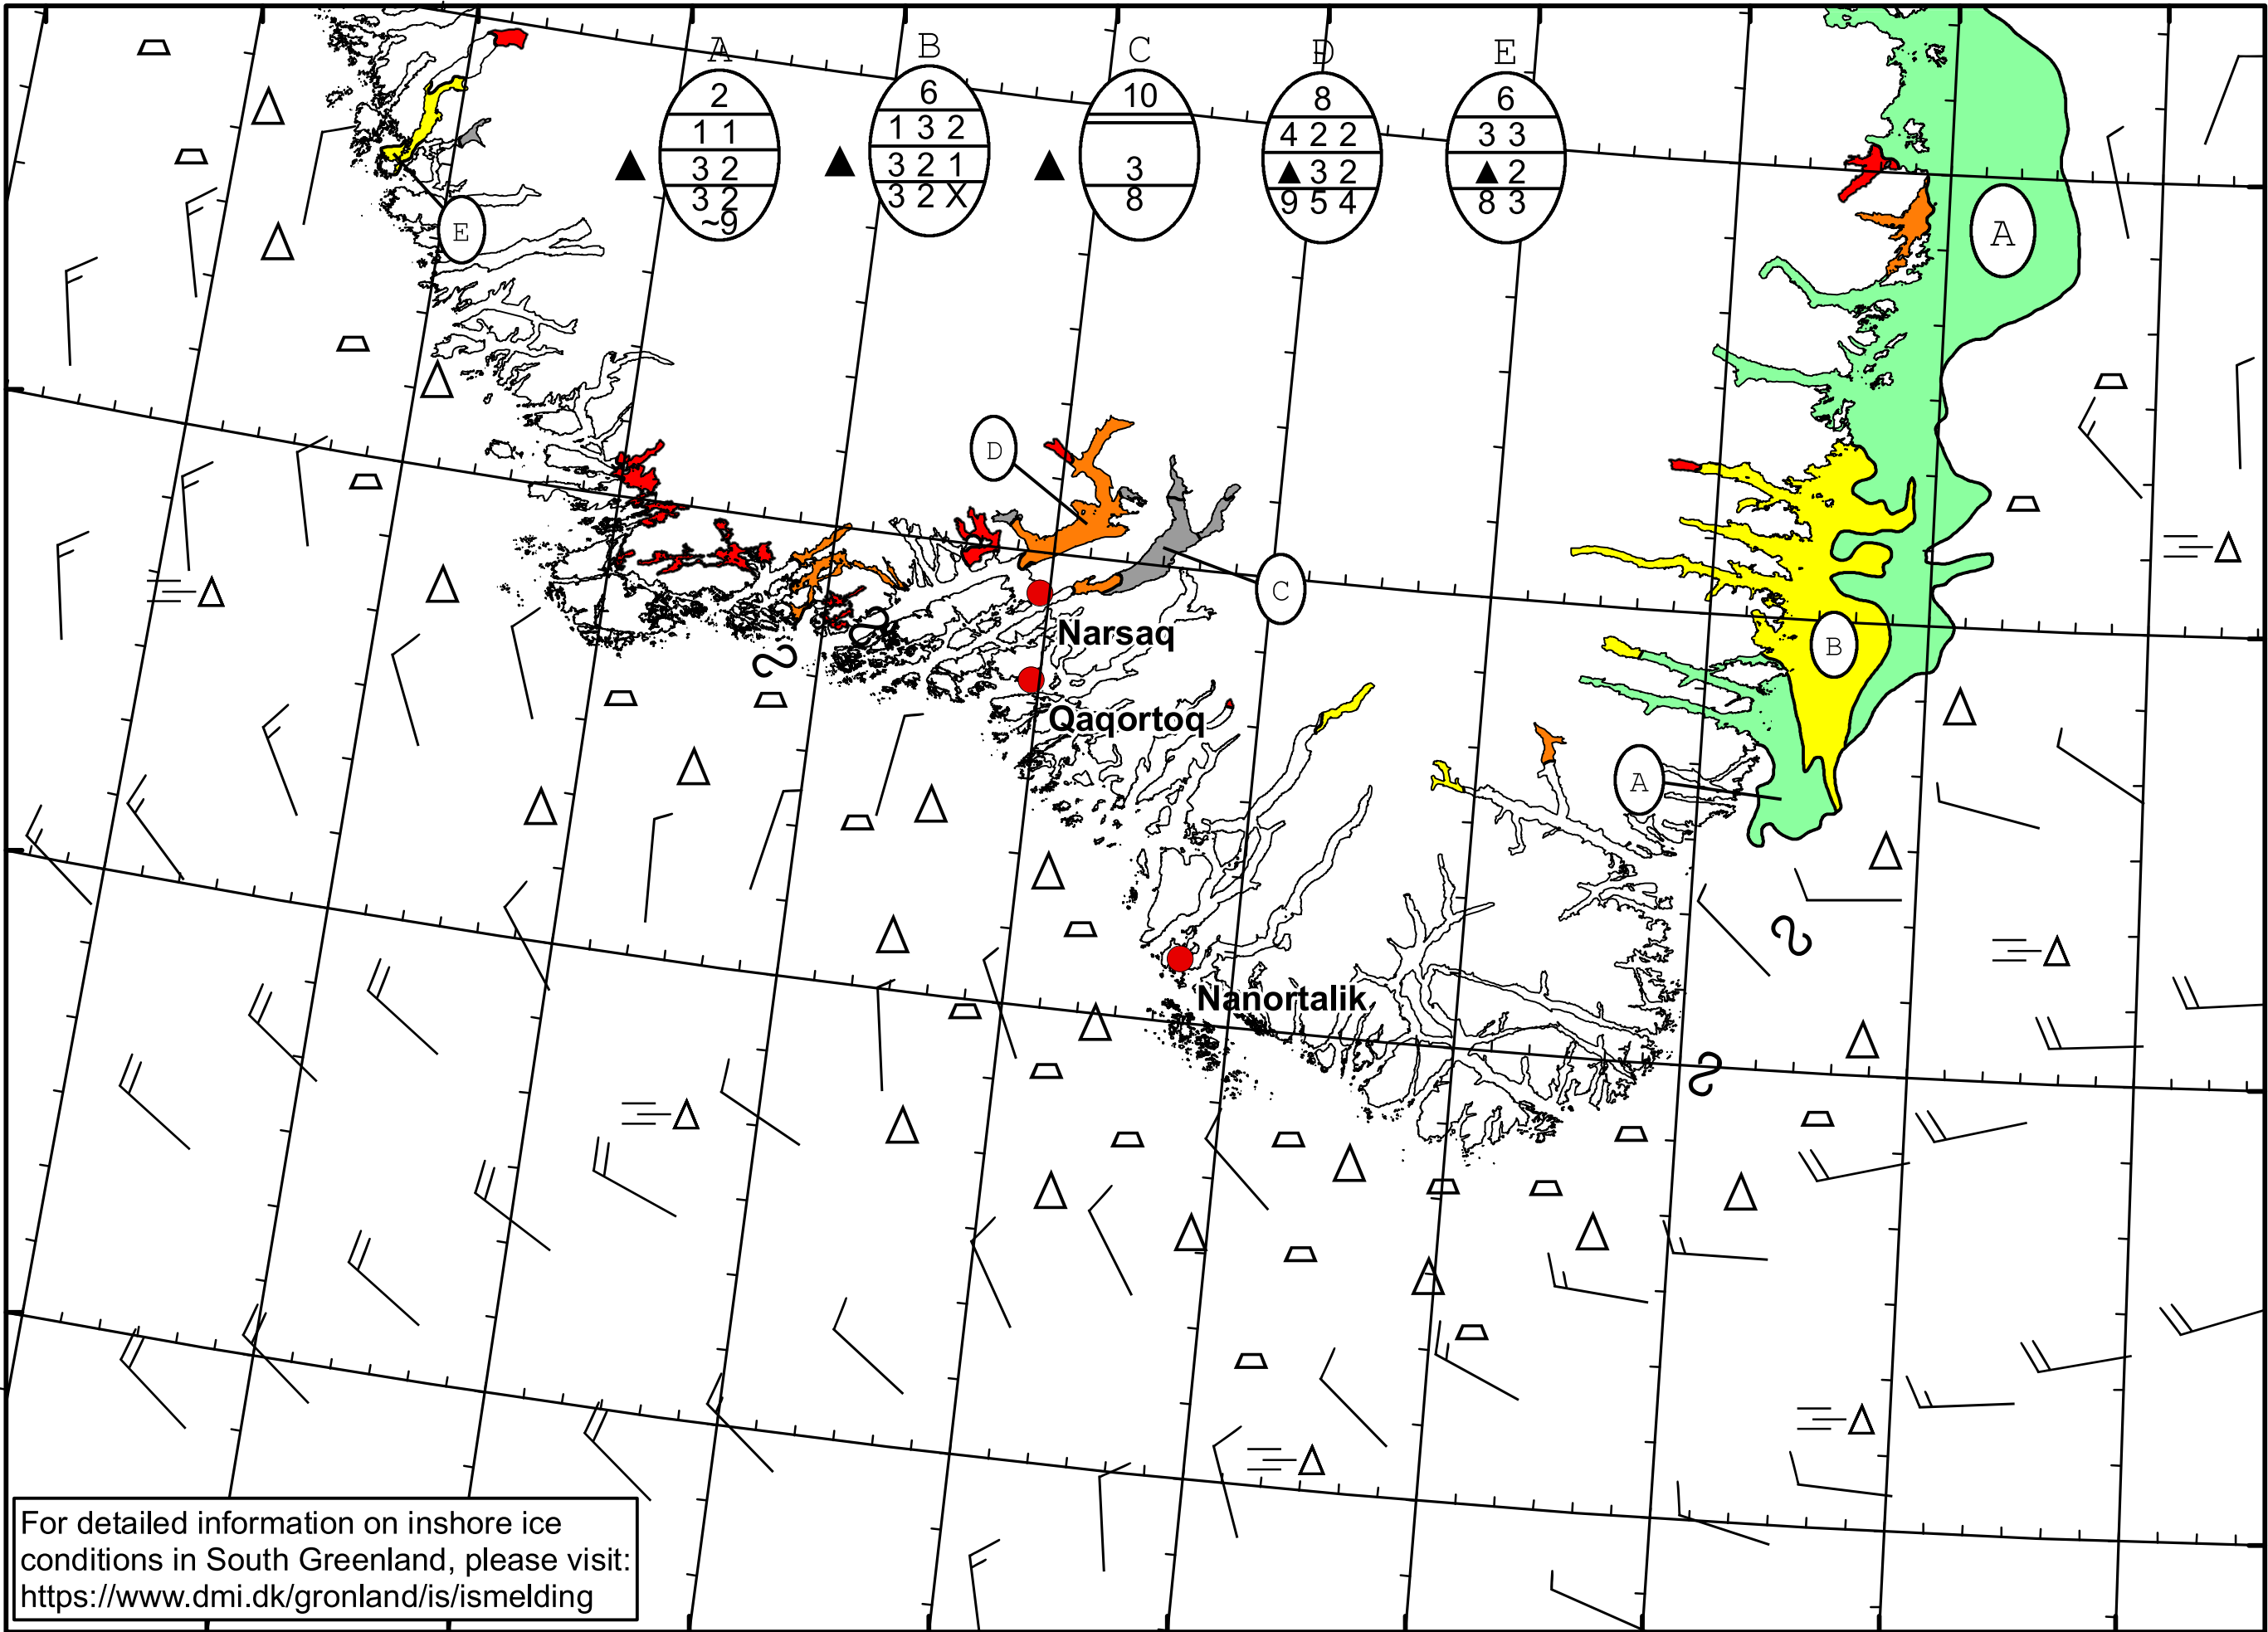 A B C D E
2
1 1
3 2
3 2
~9
6
1 3 2
▲ 3 2 1
3 2 X
10
▲ 3
8
8
4 2 2
▲ 3 2
9 5 4
6
3 3
▲ 2
8 3
E
A
D
C
Narsaq
B
Qaqortoq
A
Nanortalik
For detailed information on inshore ice
conditions in South Greenland, please visit:
https://www.dmi.dk/gronland/is/ismelding